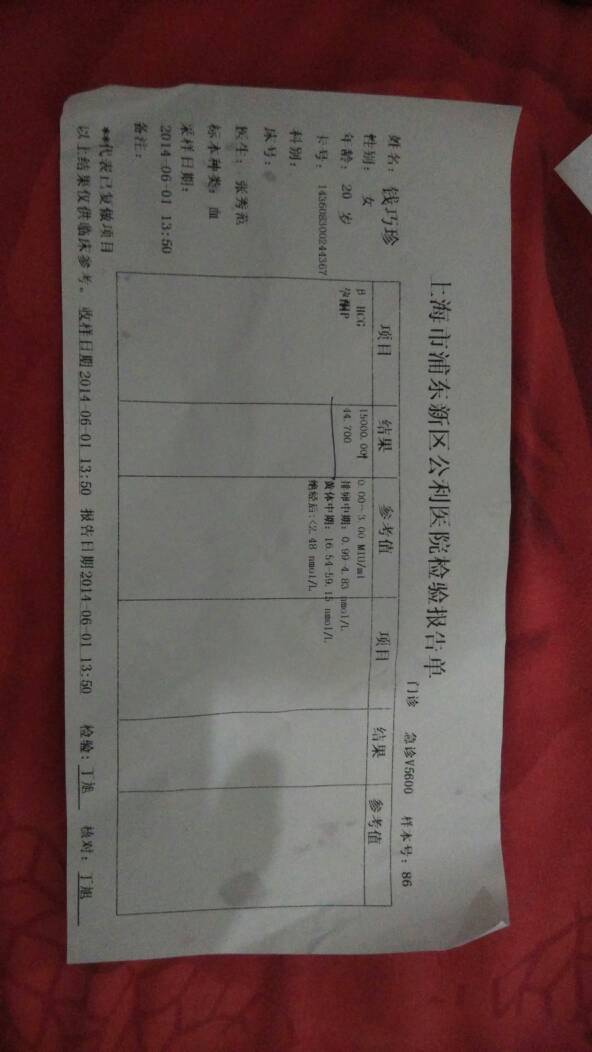 上海市浦东新区公利医院检验报告单
门诊 急诊V5600 样本号：86
姓名：钱巧珍
性别：女
年龄：20 岁
卡号：143608300244367
科别：
床号：
医生：张秀范
标本种类：血
采样日期：
2014-06-01 13:50
备注：
项目 结果 参考值 项目 结果 参考值
β HCG 15000.00↑ 0.00~3.00 MIU/ml
孕酮P 44.700 排卵中期：0.99-4.83 nmol/L
黄体中期：16.54-59.15 nmol/L
绝经后：<2.48 nmol/L
**代表已复做项目
以上结果仅供临床参考。 收样日期2014-06-01 13:50 报告日期2014-06-01 13:50 检验：丁旭 核对：丁旭